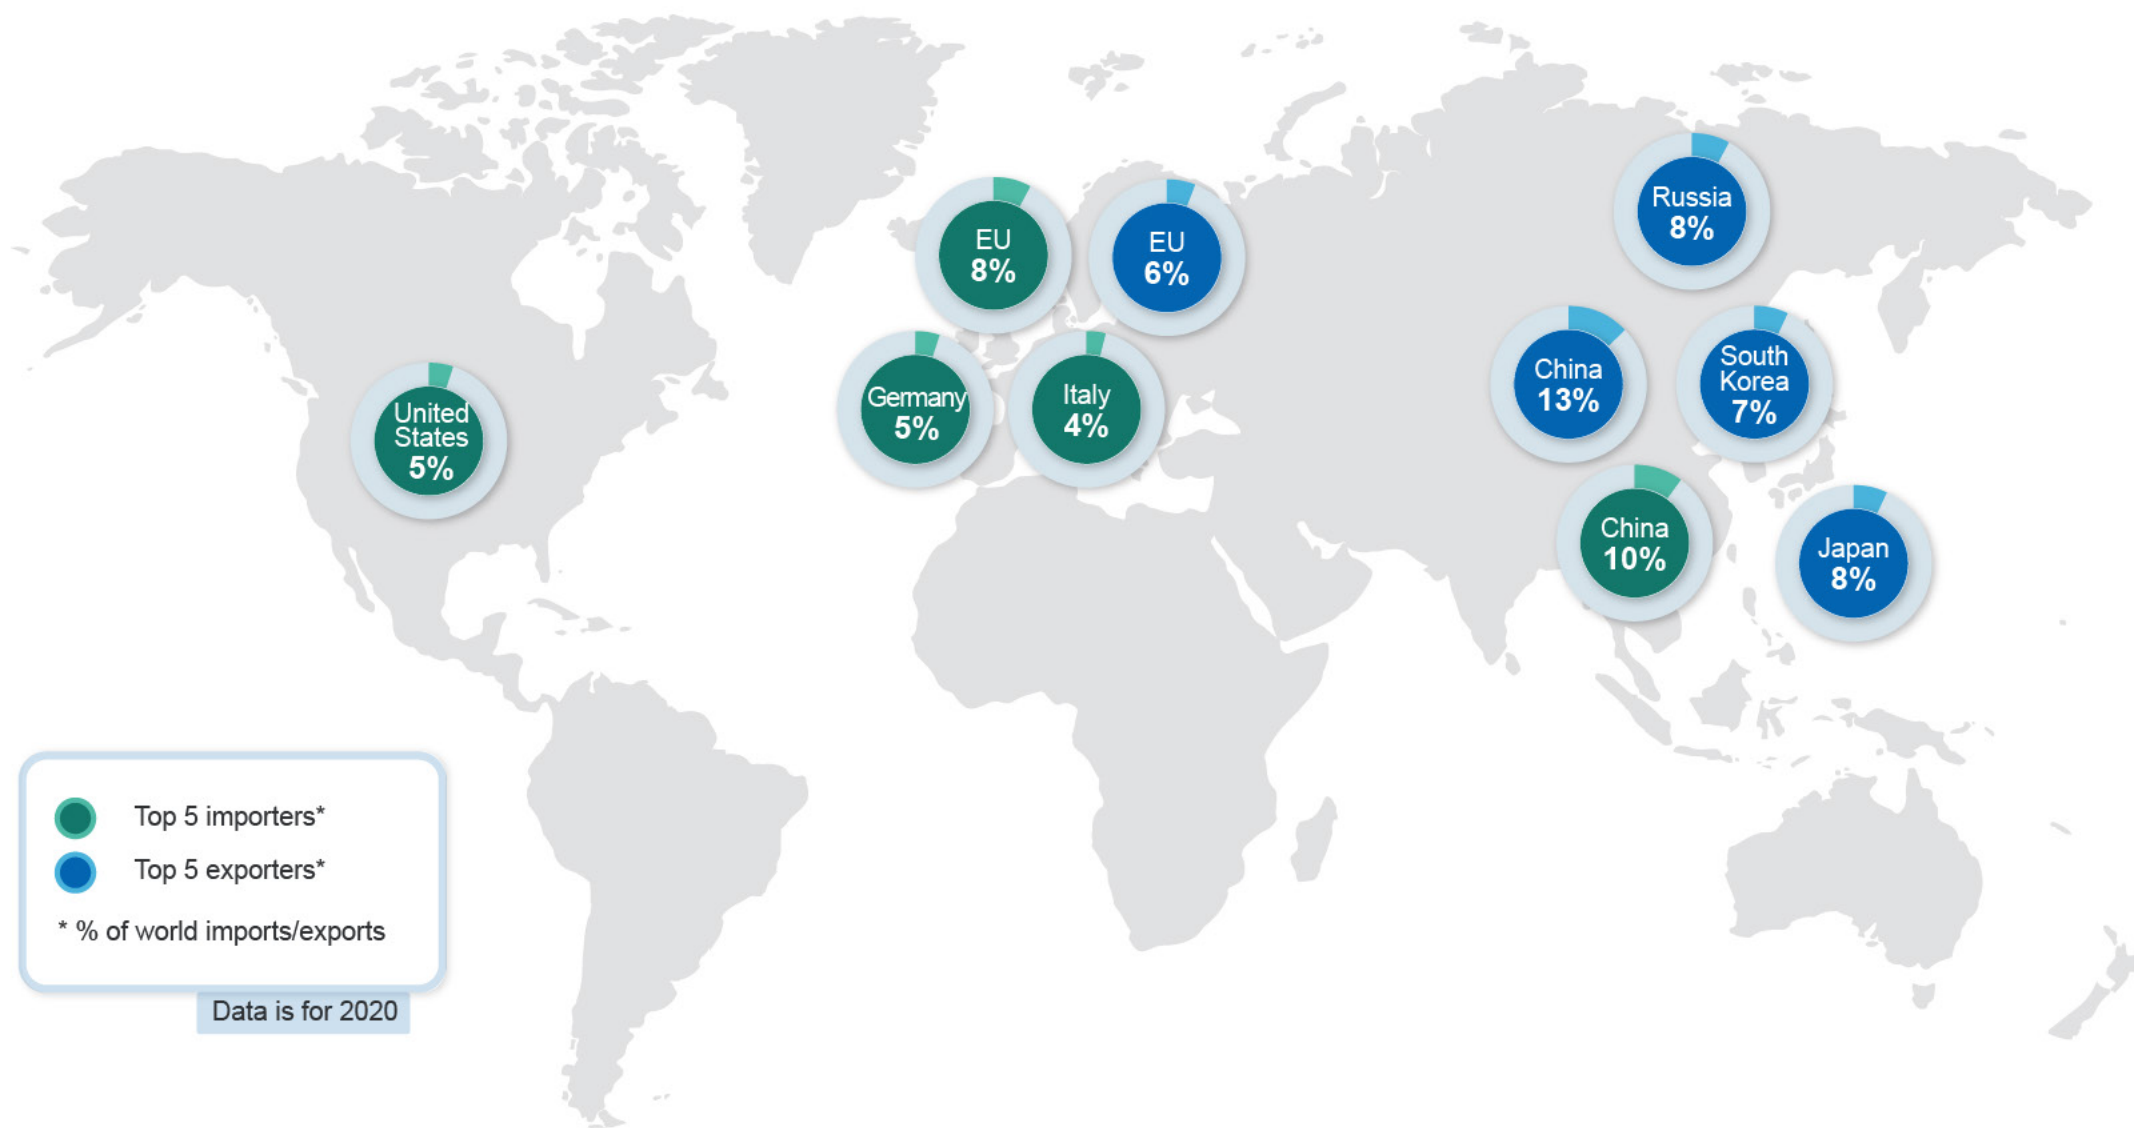 Russia
8%
EU
8%
EU
6%
South
Korea
7%
China
13%
Germany
5%
Italy
4%
United
States
5%
China
10%
Japan
8%
Top 5 importers*
Top 5 exporters*
* % of world imports/exports
Data is for 2020